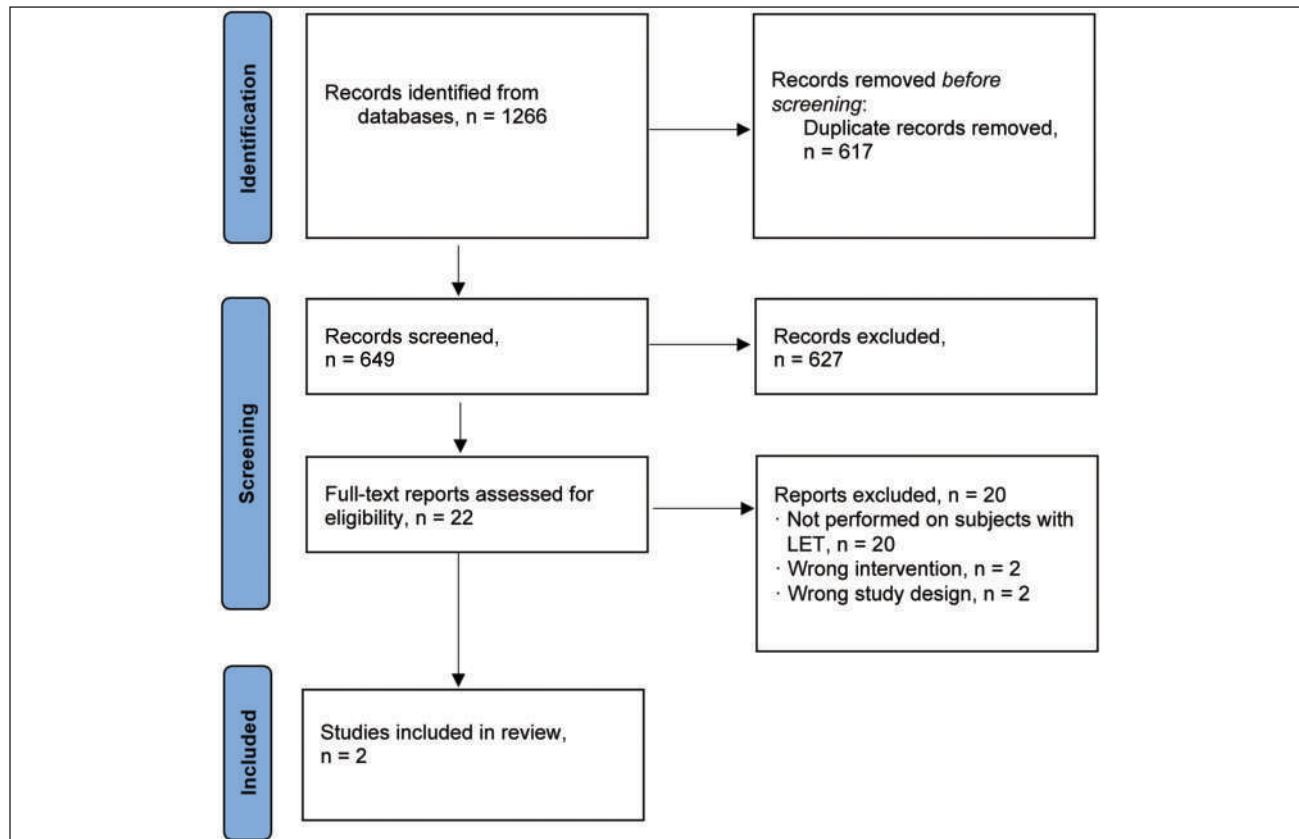 Identification
Records identified from
databases, n = 1266
Records removed before
screening:
Duplicate records removed,
n = 617
Screening
Records screened,
n = 649
Records excluded,
n = 627
Full-text reports assessed for
eligibility, n = 22
Reports excluded, n = 20
· Not performed on subjects with
LET, n = 20
· Wrong intervention, n = 2
· Wrong study design, n = 2
Included
Studies included in review,
n = 2